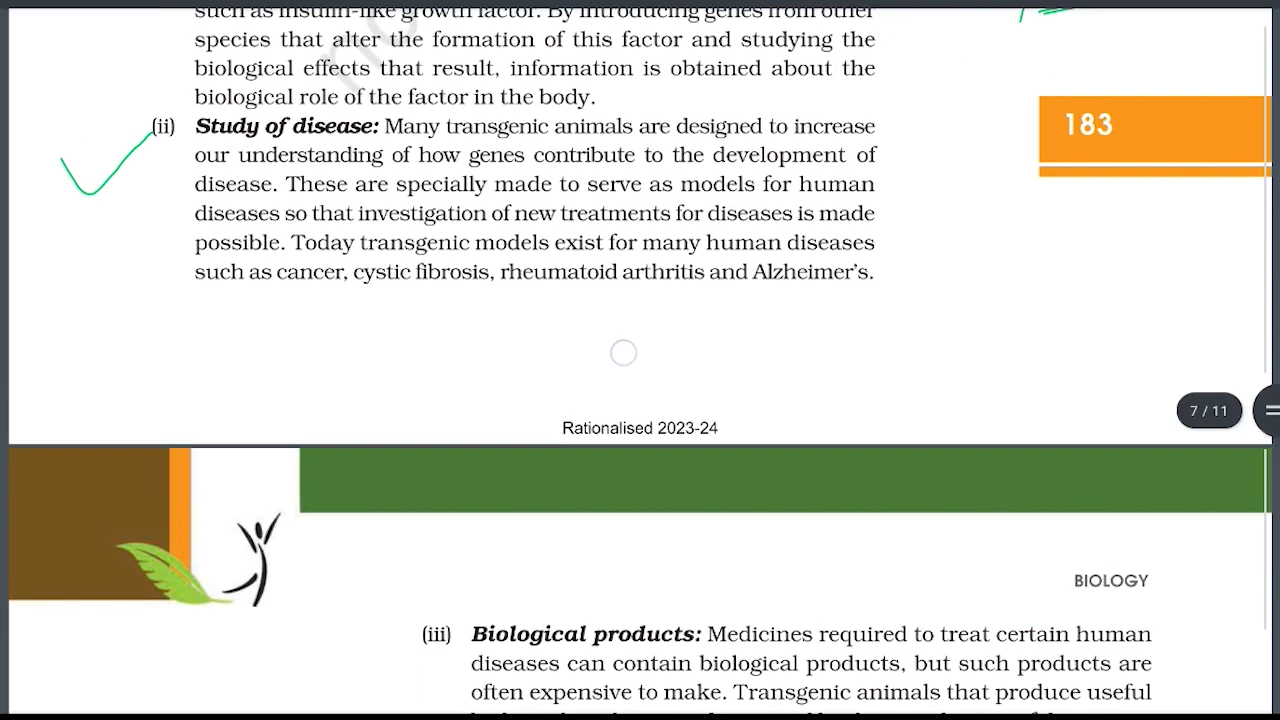 such as insulin-like growth factor. By introducing genes from other
species that alter the formation of this factor and studying the
biological effects that result, information is obtained about the
biological role of the factor in the body.
(ii) Study of disease: Many transgenic animals are designed to increase
our understanding of how genes contribute to the development of
disease. These are specially made to serve as models for human
diseases so that investigation of new treatments for diseases is made
possible. Today transgenic models exist for many human diseases
such as cancer, cystic fibrosis, rheumatoid arthritis and Alzheimer's.
183
7 / 11
Rationalised 2023-24
BIOLOGY
(iii) Biological products: Medicines required to treat certain human
diseases can contain biological products, but such products are
often expensive to make. Transgenic animals that produce useful